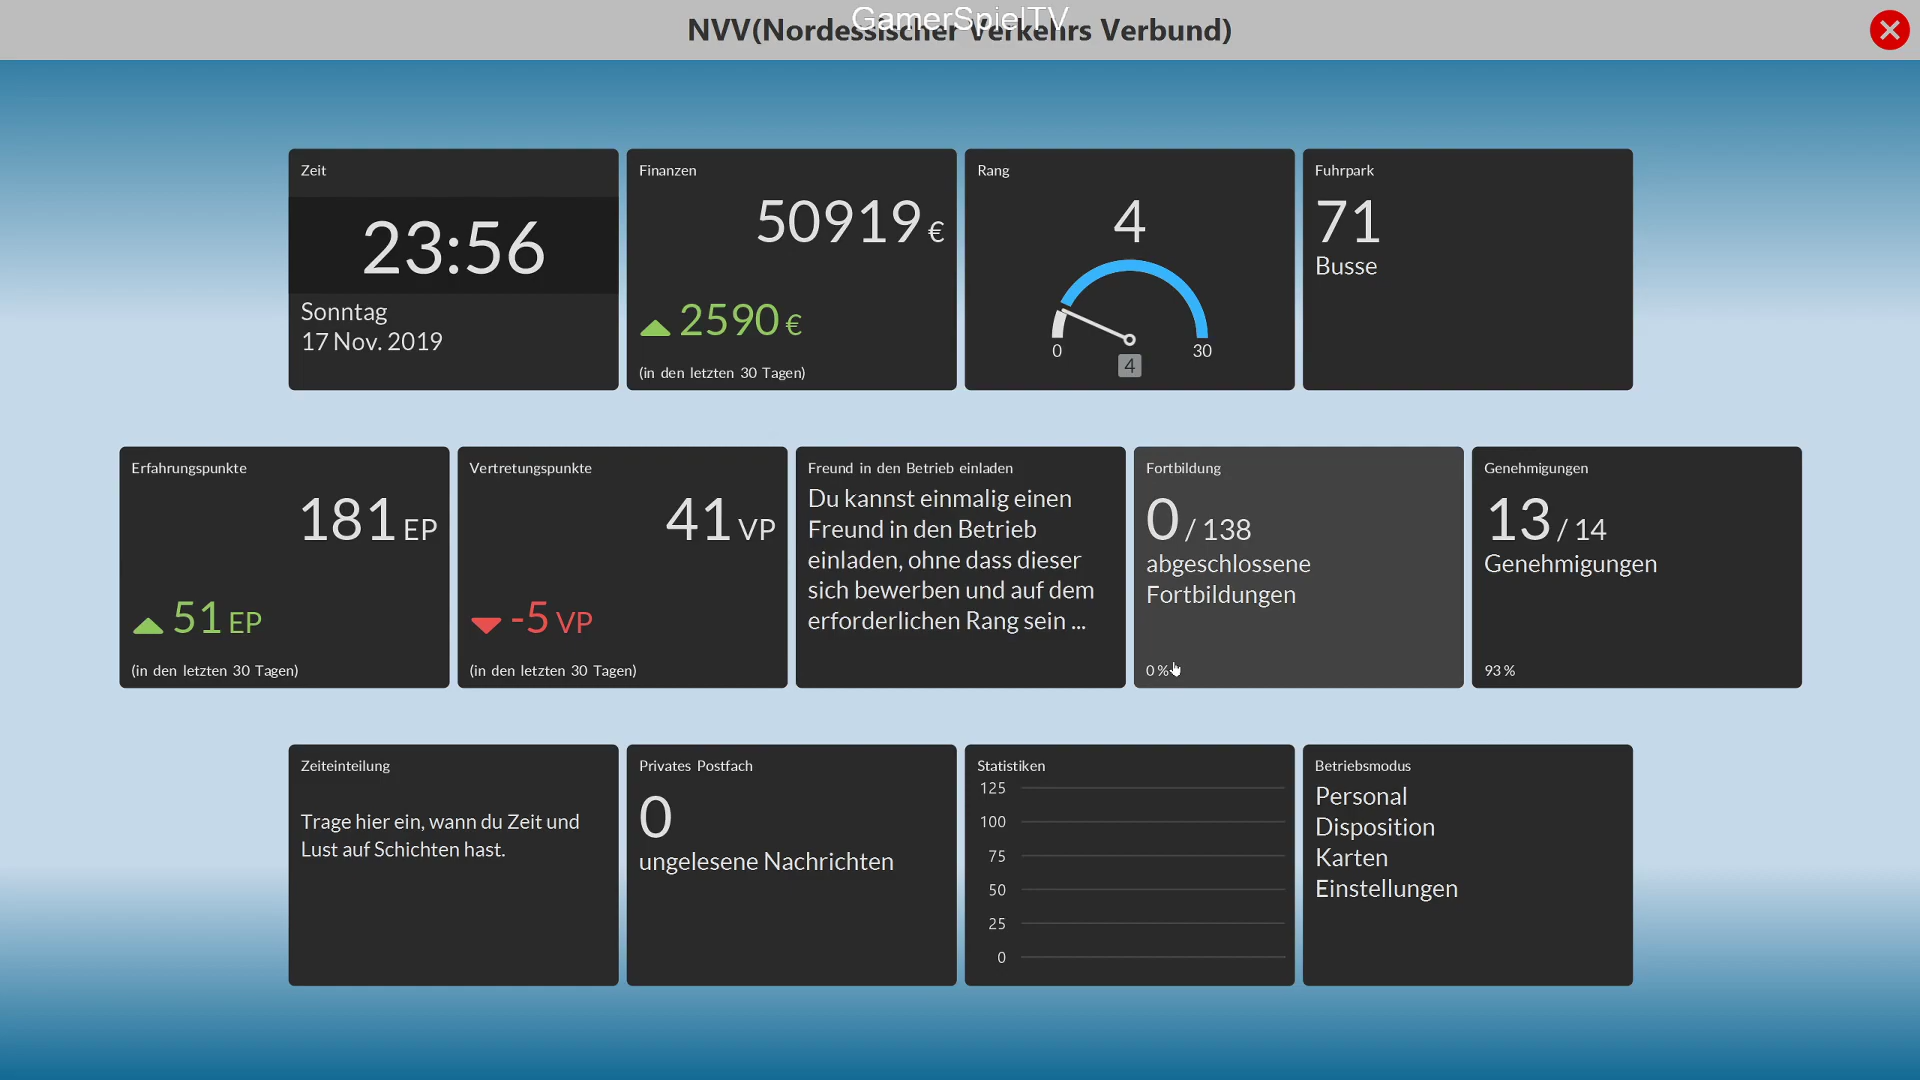 GamerSpielTV
NVV(Nordessischer Verkehrs Verbund)
Zeit
23:56
Sonntag
17 Nov. 2019
Finanzen
50919 €
2590 €
(in den letzten 30 Tagen)
Rang
4
0
30
4
Fuhrpark
71
Busse
Erfahrungspunkte
181 EP
51 EP
(in den letzten 30 Tagen)
Vertretungspunkte
41 VP
-5 VP
(in den letzten 30 Tagen)
Freund in den Betrieb einladen
Du kannst einmalig einen
Freund in den Betrieb
einladen, ohne dass dieser
sich bewerben und auf dem
erforderlichen Rang sein ...
Fortbildung
0 / 138
abgeschlossene
Fortbildungen
0 %
Genehmigungen
13 / 14
Genehmigungen
93 %
Zeiteinteilung
Trage hier ein, wann du Zeit und
Lust auf Schichten hast.
Privates Postfach
0
ungelesene Nachrichten
Statistiken
125
100
75
50
25
0
Betriebsmodus
Personal
Disposition
Karten
Einstellungen